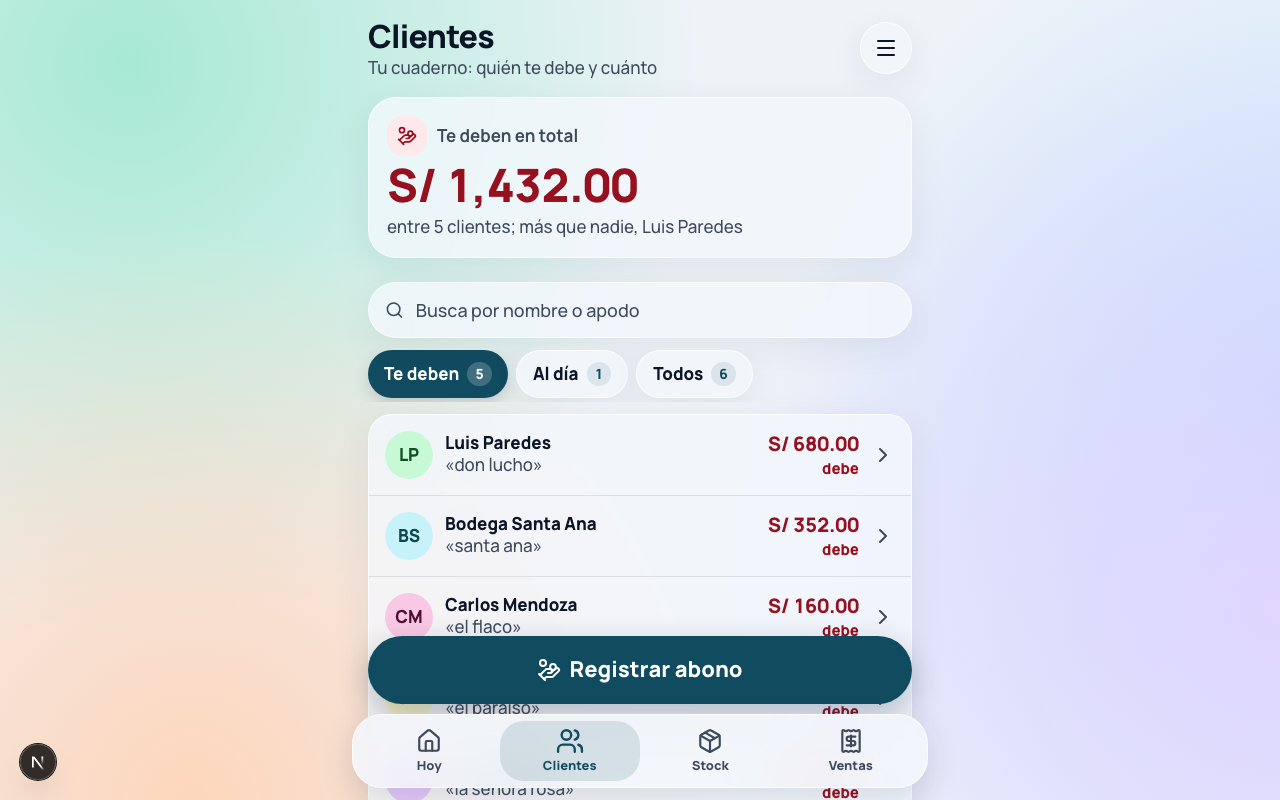 Clientes
Tu cuaderno: quién te debe y cuánto
Te deben en total
S/ 1,432.00
entre 5 clientes; más que nadie, Luis Paredes
Busca por nombre o apodo
Te deben 5
Al día 1
Todos 6
LP
Luis Paredes
«don lucho»
S/ 680.00
debe
BS
Bodega Santa Ana
«santa ana»
S/ 352.00
debe
CM
Carlos Mendoza
«el flaco»
S/ 160.00
debe
Registrar abono
«el paraíso»
debe
Hoy
Clientes
Stock
Ventas
N
«la señora rosa»
debe